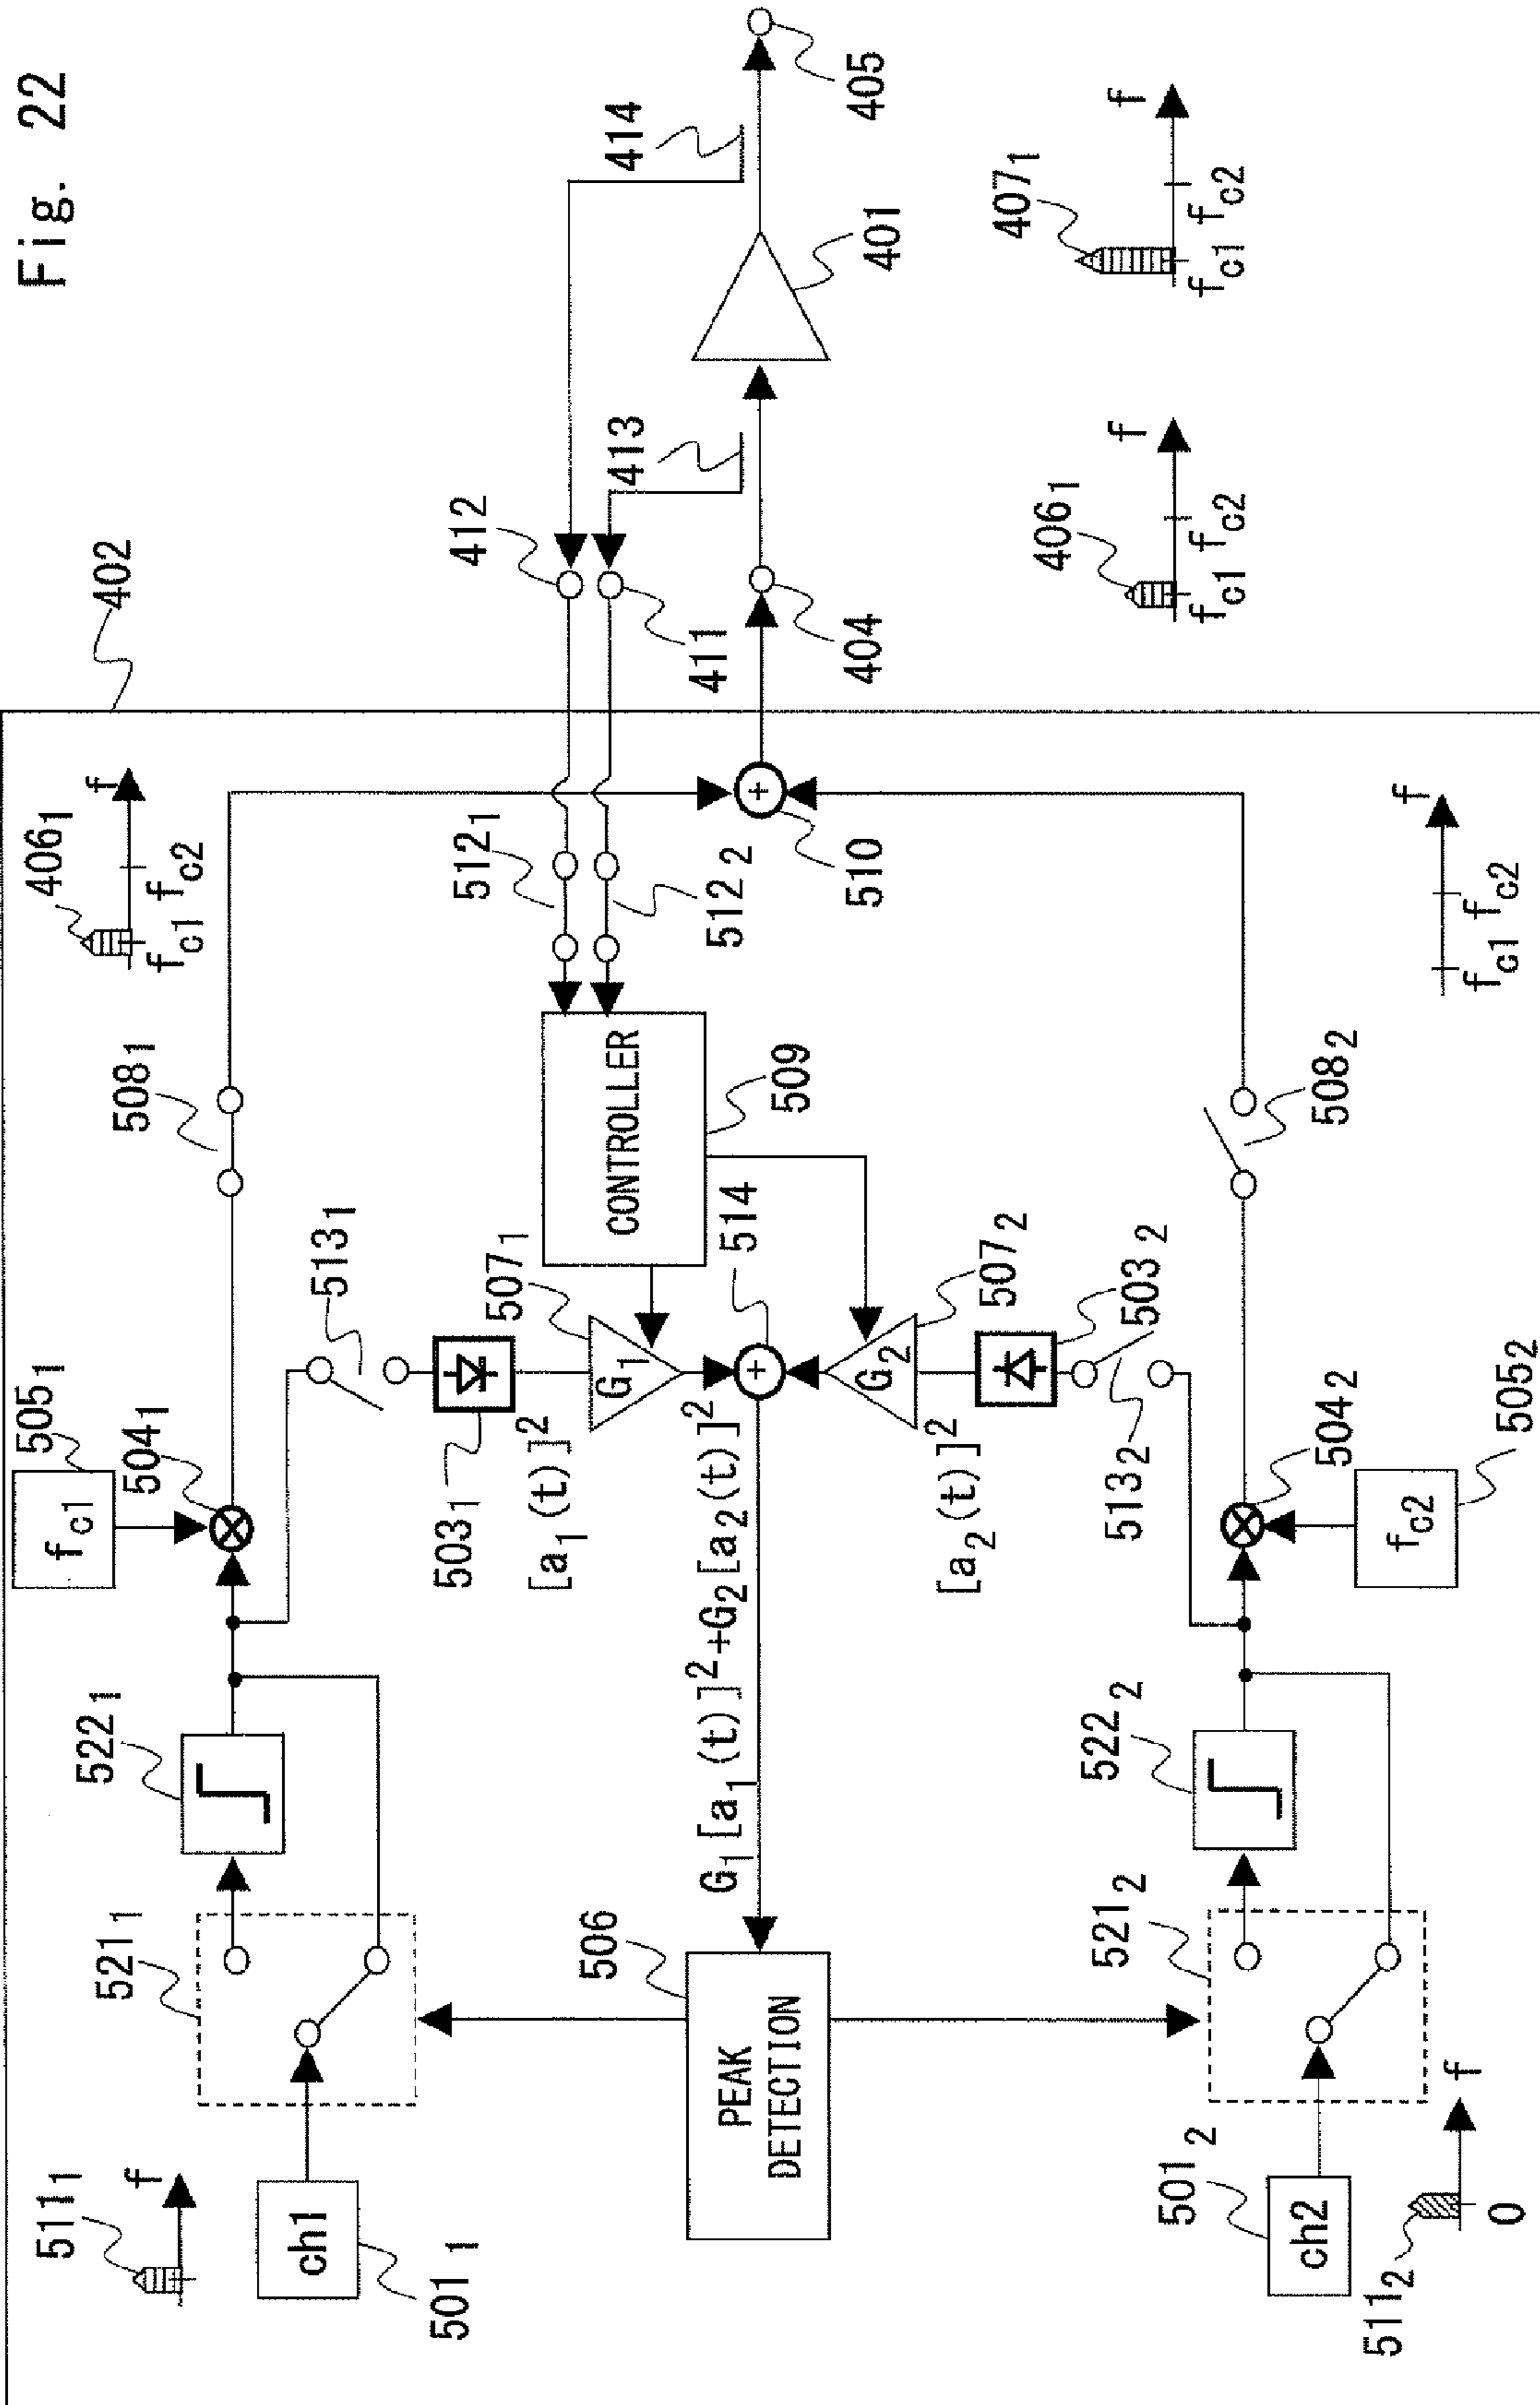 Fig. 22
402
511₁
f
ch1
501₁
521₁
522₁
f_c1
505₁
504₁
508₁
406₁
f
f_c1 f_c2
513₁
503₁
[a₁(t)]²
507₁
G₁
CONTROLLER
509
512₁
512₂
412
411
413
414
PEAK
DETECTION
506
G₁[a₁(t)]²+G₂[a₂(t)]²
+
514
+
510
404
401
405
G₂
507₂
[a₂(t)]²
503₂
513₂
406₁
f
f_c1 f_c2
407₁
f
f_c1 f_c2
ch2
501₂
511₂
0
f
521₂
522₂
504₂
f_c2
505₂
508₂
f
f_c1 f_c2